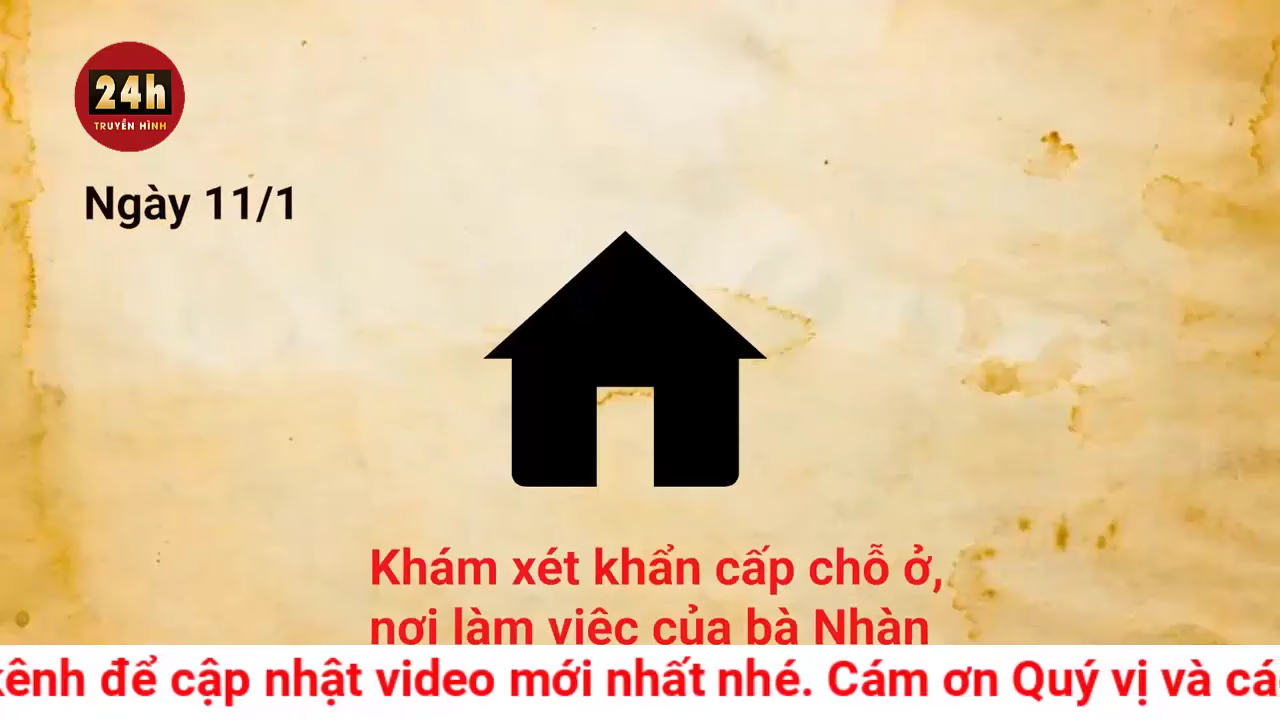 24h
TRUYỀN HÌNH
Ngày 11/1
Khám xét khẩn cấp chỗ ở,
nơi làm việc của bà Nhàn
kênh để cập nhật video mới nhất nhé. Cám ơn Quý vị và